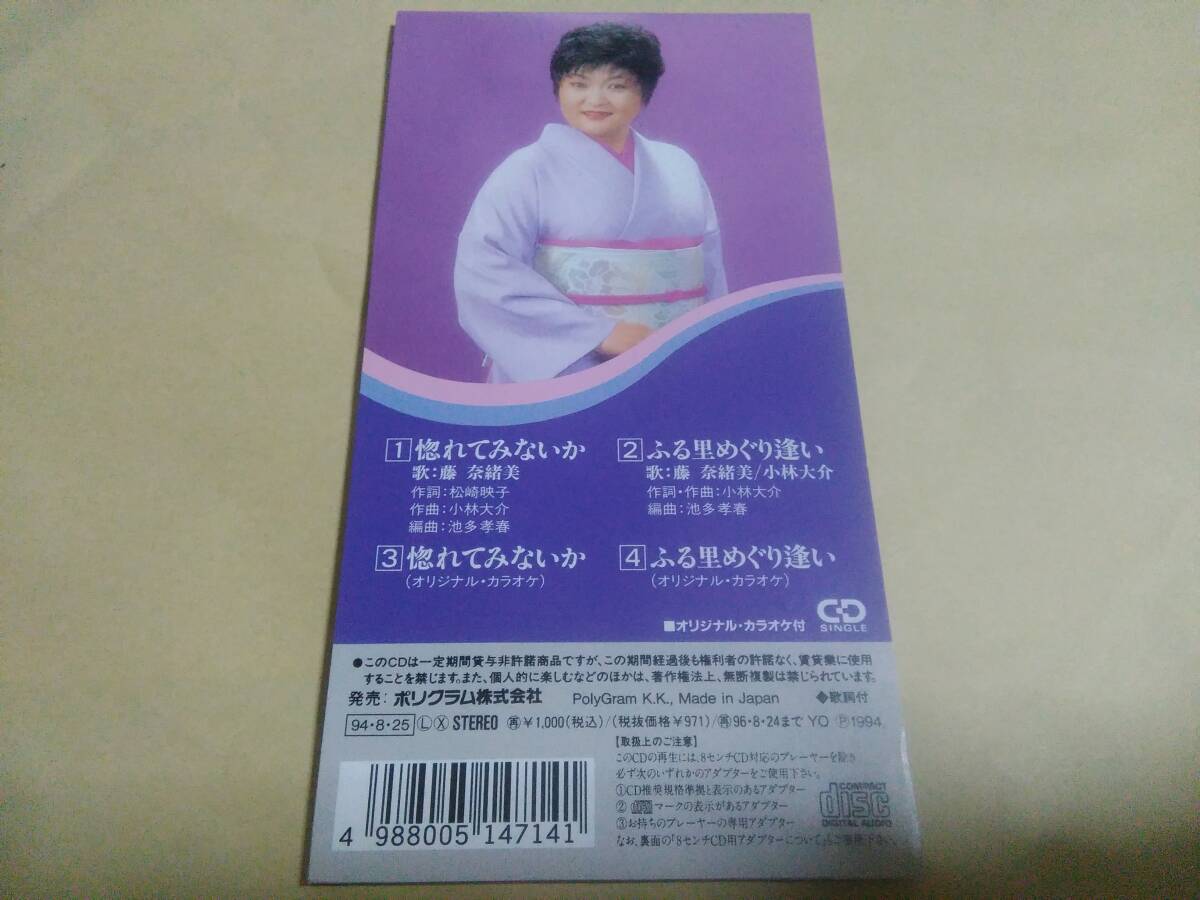 1 惚れてみないか
歌：藤 奈緒美
作詞：松崎映子
作曲：小林大介
編曲：池多孝春
2 ふる里めぐり逢い
歌：藤 奈緒美/小林大介
作詞・作曲：小林大介
編曲：池多孝春
3 惚れてみないか
（オリジナル・カラオケ）
4 ふる里めぐり逢い
（オリジナル・カラオケ）
■オリジナル・カラオケ付
CD
SINGLE
●このCDは一定期間貸与非許諾商品ですが、この期間経過後も権利者の許諾なく、賃貸業に使用
することを禁じます。また、個人的に楽しむなどのほかは、著作権法上、無断複製は禁じられています。
発売：ポリグラム株式会社 PolyGram K.K., Made in Japan ◆歌詞付
94・8・25 Ⓛ Ⓧ STEREO ㊢￥1,000（税込）/（税抜価格￥971）/㊢96・8・24まで YO Ⓟ1994
【取扱上のご注意】
このCDの再生には、8センチCD対応のプレーヤーを除き
必ず次のいずれかのアダプターをご使用下さい。
①CD推奨規格準拠と表示のあるアダプター
② マークの表示があるアダプター
③お持ちのプレーヤーの専用アダプター
なお、裏面の「8センチCD用アダプターについて」もご参照下さい。
COMPACT
disc
DIGITAL AUDIO
4 988005 147141